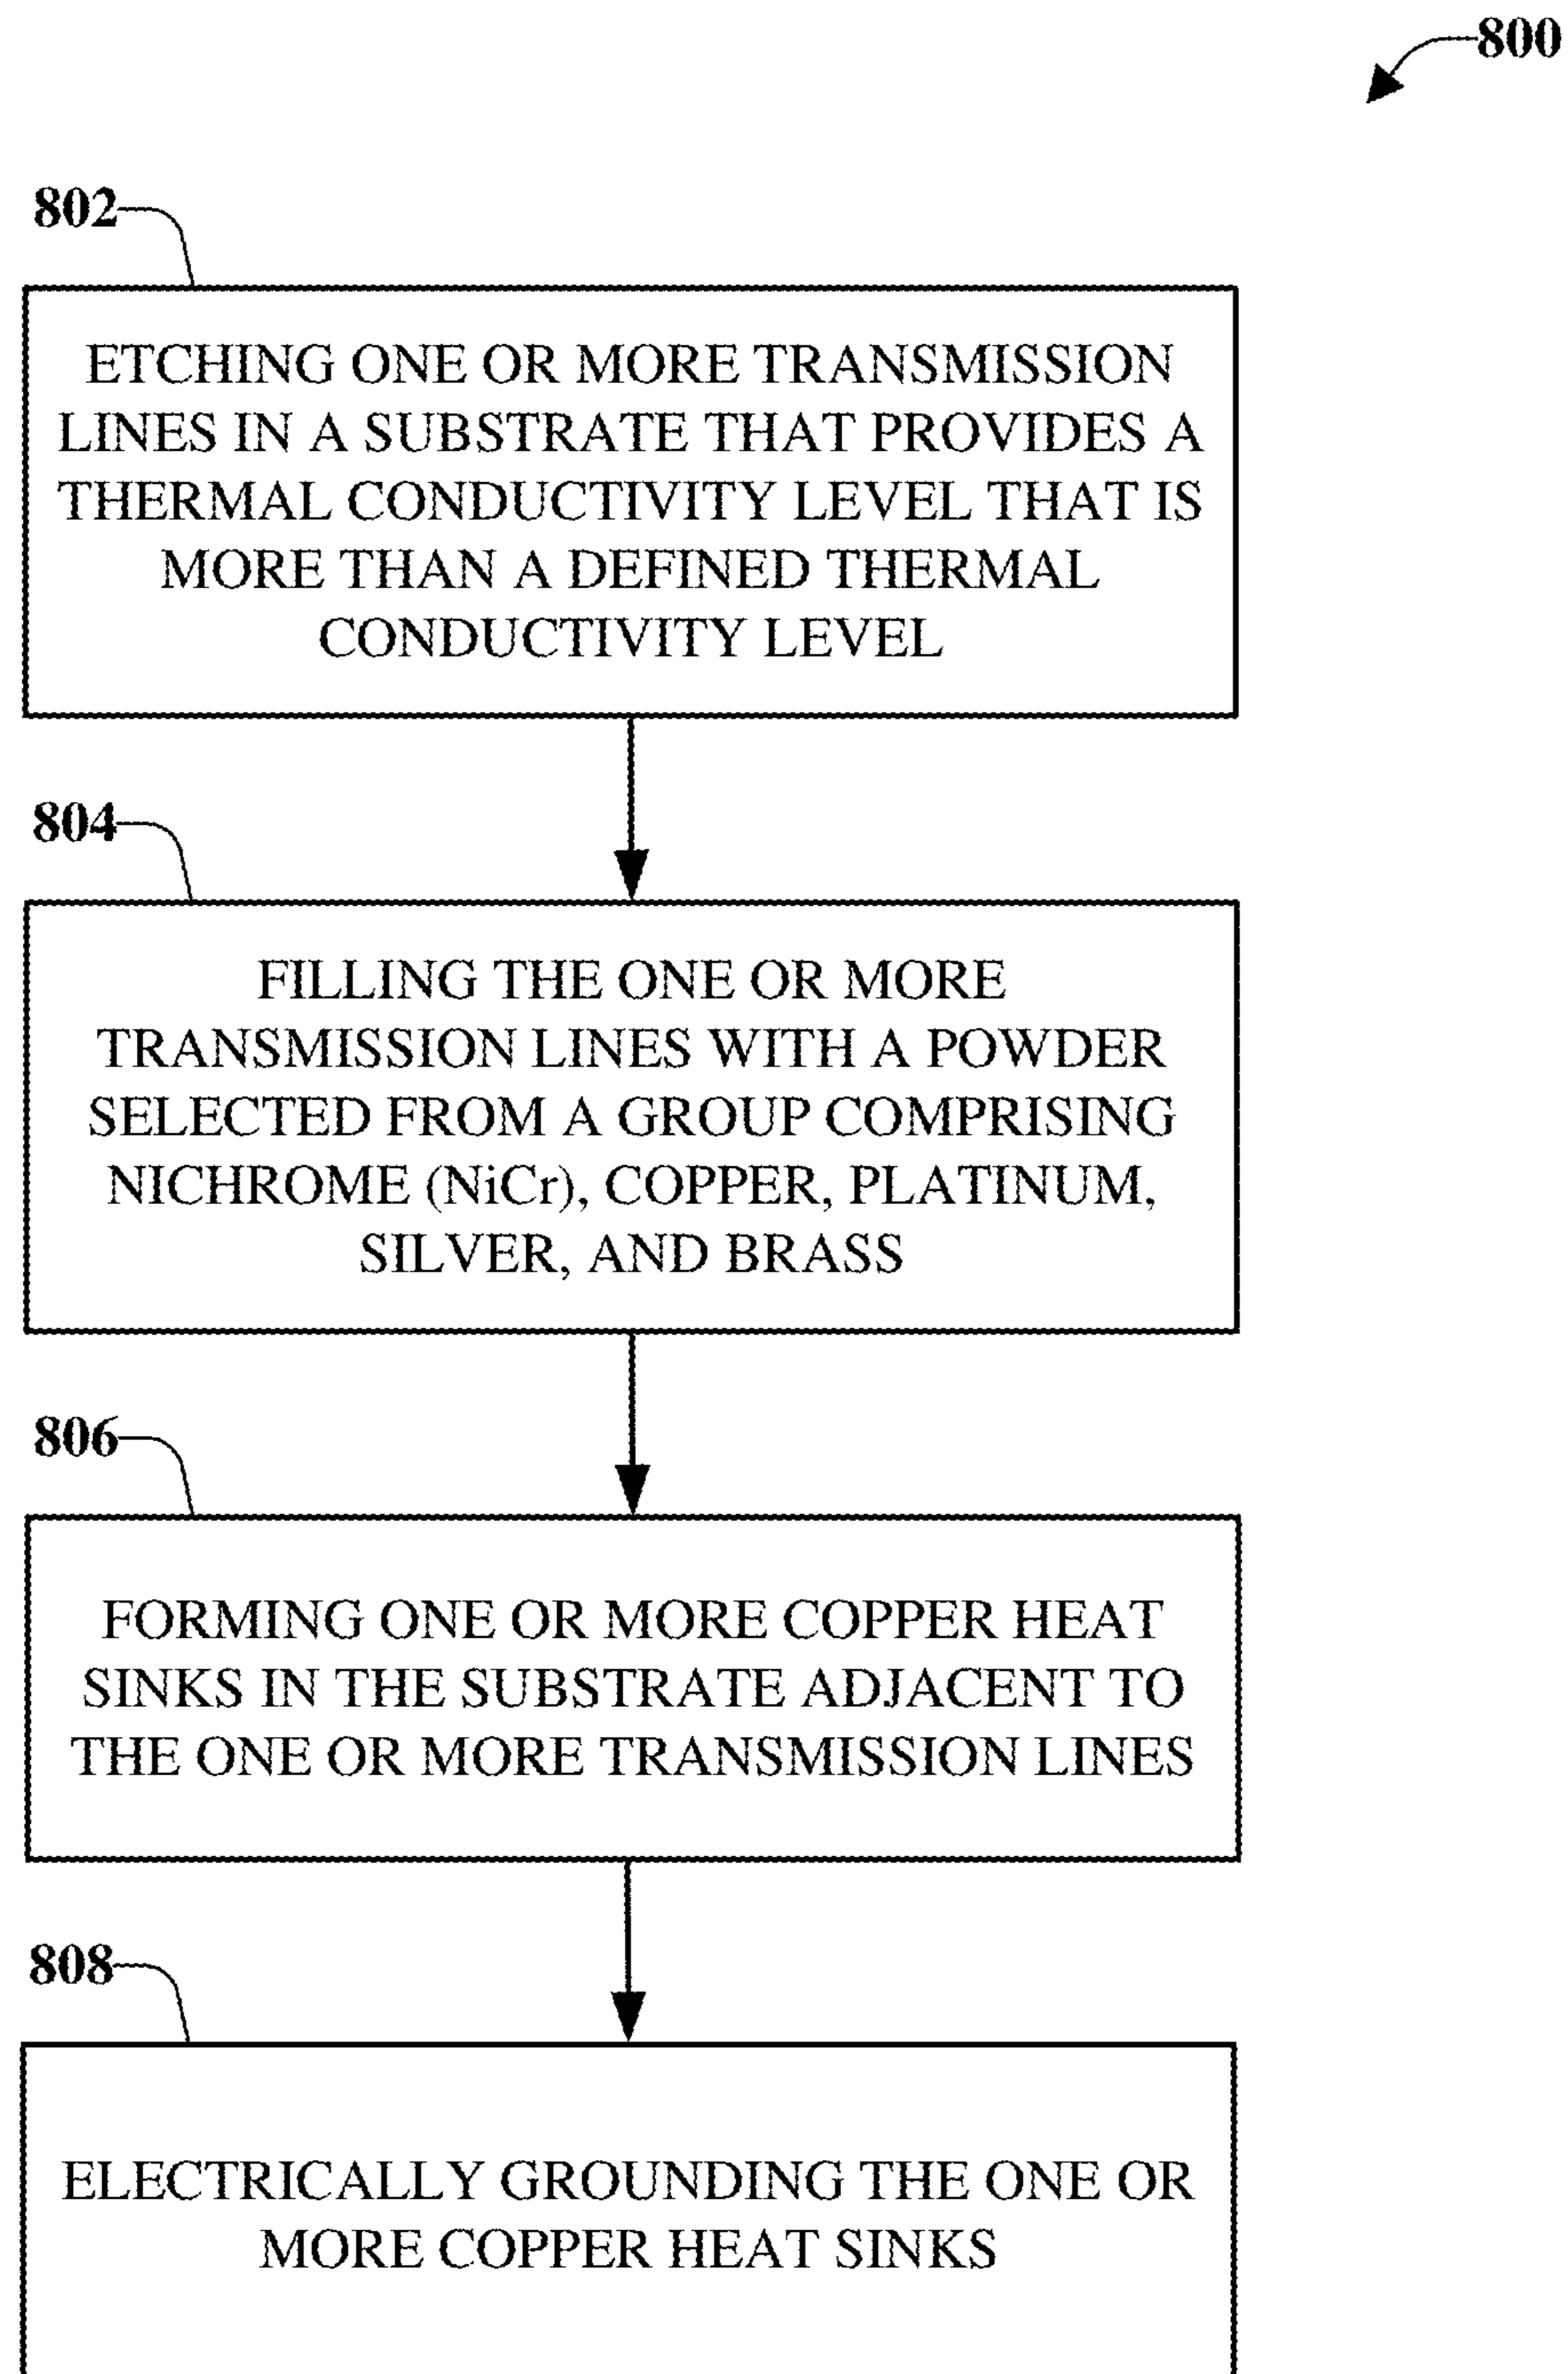 800
802
ETCHING ONE OR MORE TRANSMISSION
LINES IN A SUBSTRATE THAT PROVIDES A
THERMAL CONDUCTIVITY LEVEL THAT IS
MORE THAN A DEFINED THERMAL
CONDUCTIVITY LEVEL
804
FILLING THE ONE OR MORE
TRANSMISSION LINES WITH A POWDER
SELECTED FROM A GROUP COMPRISING
NICHROME (NiCr), COPPER, PLATINUM,
SILVER, AND BRASS
806
FORMING ONE OR MORE COPPER HEAT
SINKS IN THE SUBSTRATE ADJACENT TO
THE ONE OR MORE TRANSMISSION LINES
808
ELECTRICALLY GROUNDING THE ONE OR
MORE COPPER HEAT SINKS